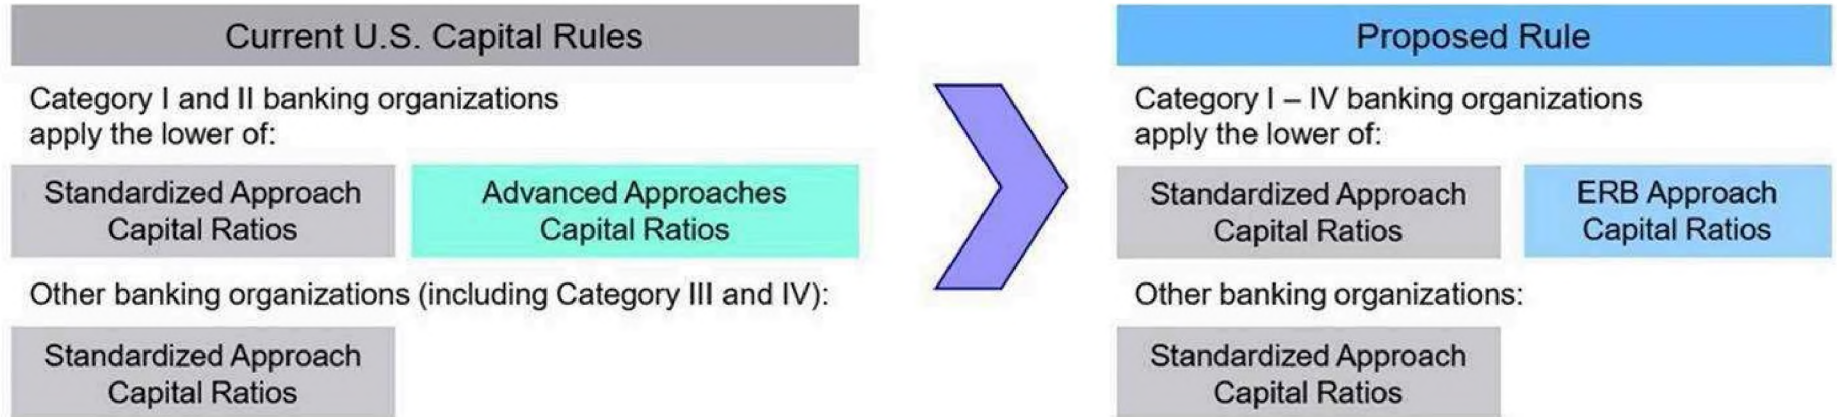 Current U.S. Capital Rules
Category I and II banking organizations
apply the lower of:
Standardized Approach
Capital Ratios
Advanced Approaches
Capital Ratios
Other banking organizations (including Category III and IV):
Standardized Approach
Capital Ratios
Proposed Rule
Category I – IV banking organizations
apply the lower of:
Standardized Approach
Capital Ratios
ERB Approach
Capital Ratios
Other banking organizations:
Standardized Approach
Capital Ratios